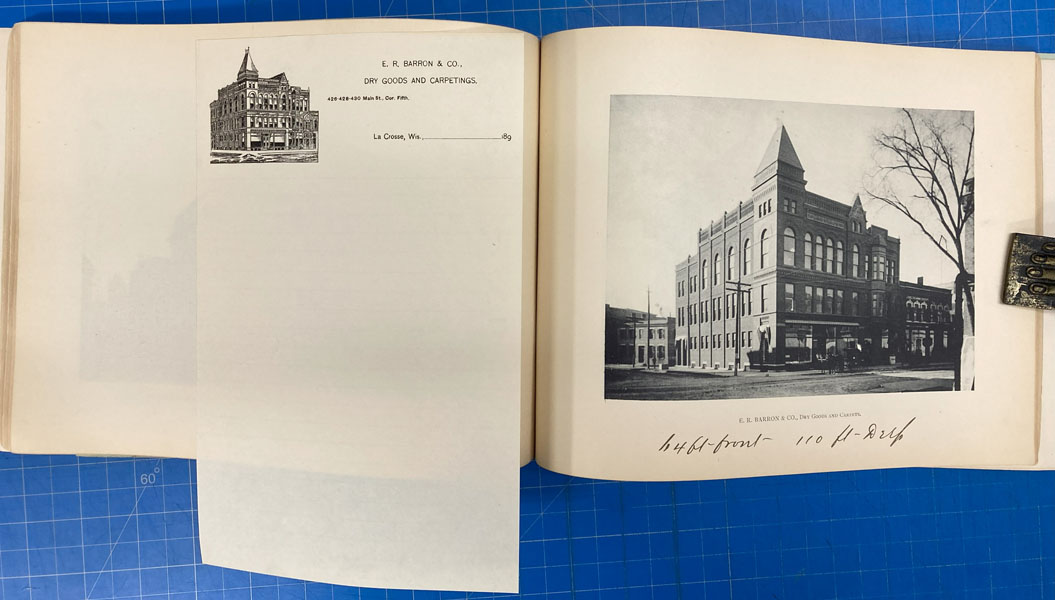 E. R. BARRON & CO.,
DRY GOODS AND CARPETINGS.
426-428-430 Main St., Cor. Fifth.
La Crosse, Wis. 189
E. R. BARRON & CO., DRY GOODS AND CARPETS.
64 ft-front- 110 ft-Deep
60°